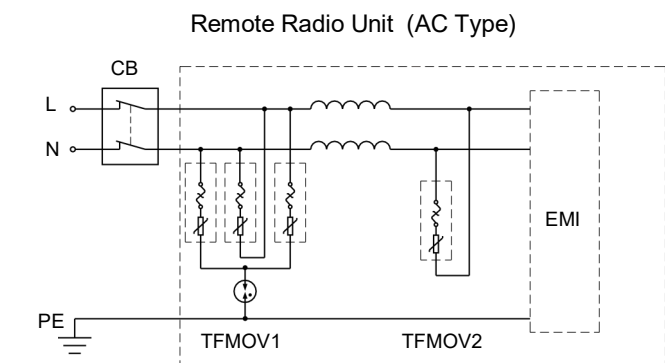 Remote Radio Unit (AC Type)
CB
L
N
EMI
PE
TFMOV1
TFMOV2